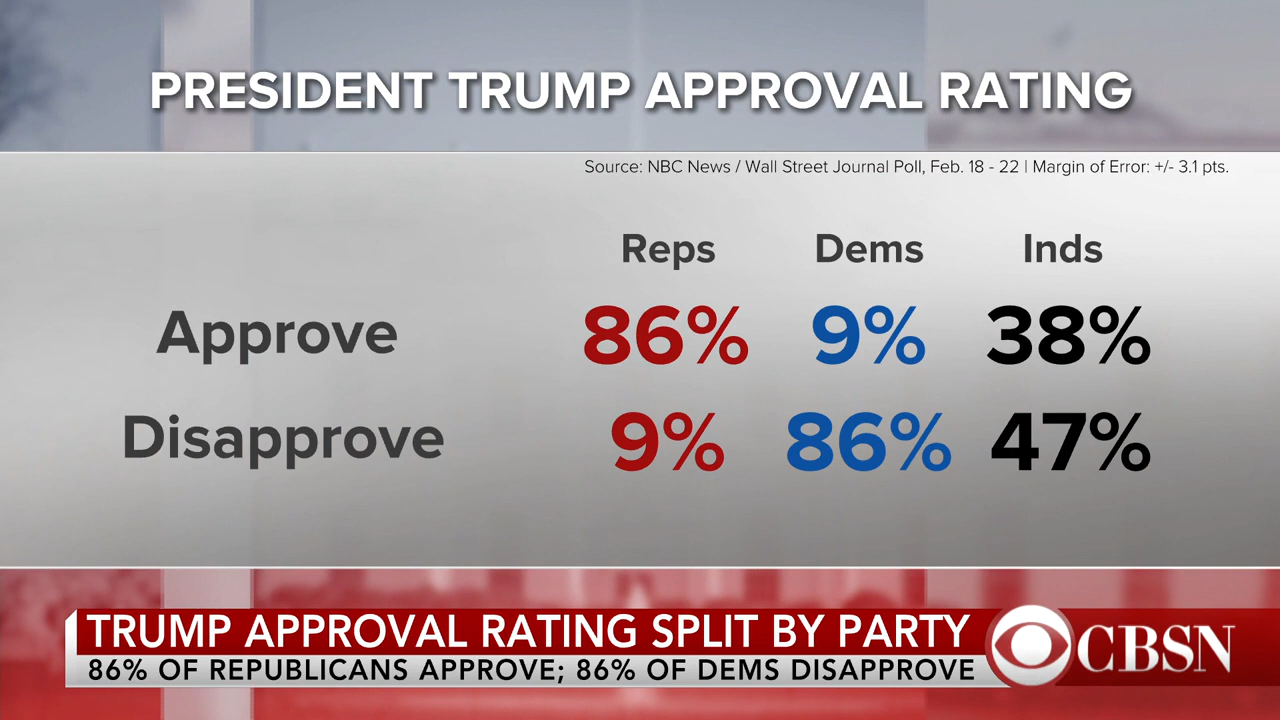 PRESIDENT TRUMP APPROVAL RATING
Source: NBC News / Wall Street Journal Poll, Feb. 18 - 22 | Margin of Error: +/- 3.1 pts.
Reps Dems Inds
Approve 86% 9% 38%
Disapprove 9% 86% 47%
TRUMP APPROVAL RATING SPLIT BY PARTY
86% OF REPUBLICANS APPROVE; 86% OF DEMS DISAPPROVE
CBSN